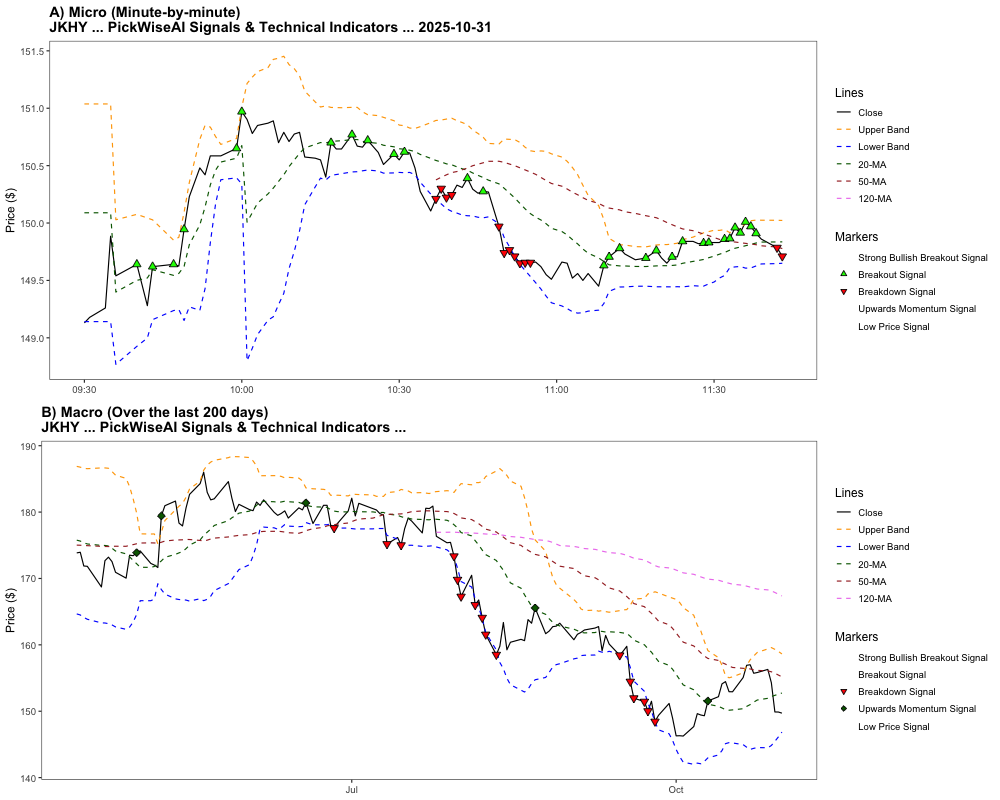 A) Micro (Minute-by-minute)
JKHY ... PickWiseAI Signals & Technical Indicators ... 2025-10-31
151.5
151.0
150.5
150.0
149.5
149.0
Price ($)
09:30
10:00
10:30
11:00
11:30
Lines
Close
Upper Band
Lower Band
20-MA
50-MA
120-MA
Markers
Strong Bullish Breakout Signal
Breakout Signal
Breakdown Signal
Upwards Momentum Signal
Low Price Signal
B) Macro (Over the last 200 days)
JKHY ... PickWiseAI Signals & Technical Indicators ...
190
180
170
160
150
140
Price ($)
Jul
Oct
Lines
Close
Upper Band
Lower Band
20-MA
50-MA
120-MA
Markers
Strong Bullish Breakout Signal
Breakout Signal
Breakdown Signal
Upwards Momentum Signal
Low Price Signal